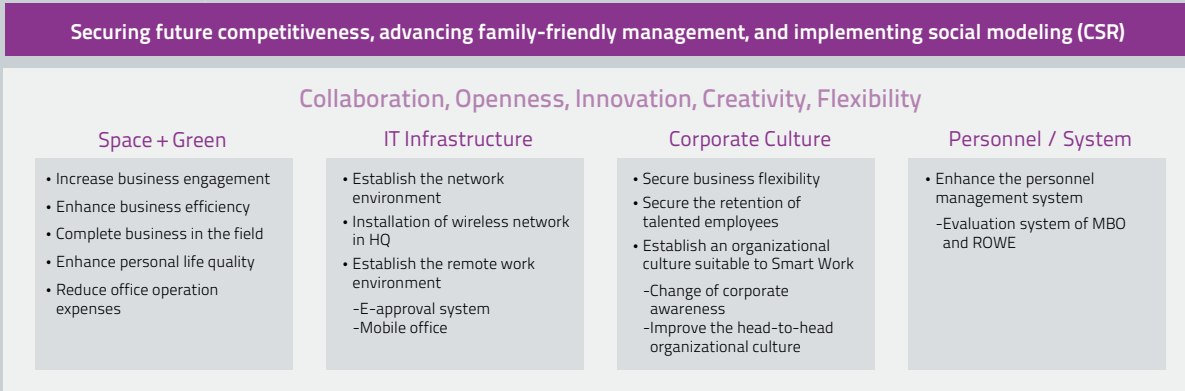 Securing future competitiveness, advancing family-friendly management, and implementing social modeling (CSR)
Collaboration, Openness, Innovation, Creativity, Flexibility
Space + Green
• Increase business engagement
• Enhance business efficiency
• Complete business in the field
• Enhance personal life quality
• Reduce office operation
expenses
IT Infrastructure
• Establish the network
environment
• Installation of wireless network
in HQ
• Establish the remote work
environment
-E-approval system
-Mobile office
Corporate Culture
• Secure business flexibility
• Secure the retention of
talented employees
• Establish an organizational
culture suitable to Smart Work
-Change of corporate
awareness
-Improve the head-to-head
organizational culture
Personnel / System
• Enhance the personnel
management system
-Evaluation system of MBO
and ROWE